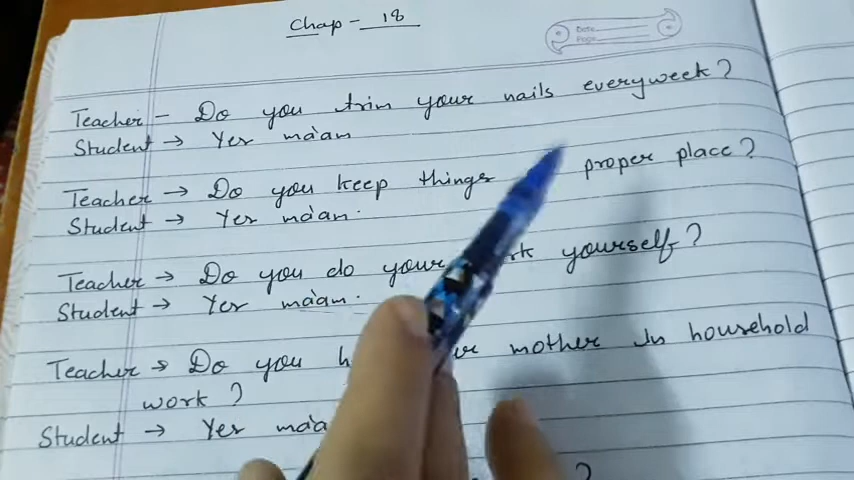 Chap - 18
Date
Page
Teacher - Do you trim your nails everyweek?
Student → Yes ma'am
Teacher → Do you keep things proper place?
Student → Yes ma'am.
Teacher → Do you do your yourself?
Student → Yes ma'am.
Teacher → Do you mother in household
work?
Student → Yes
?